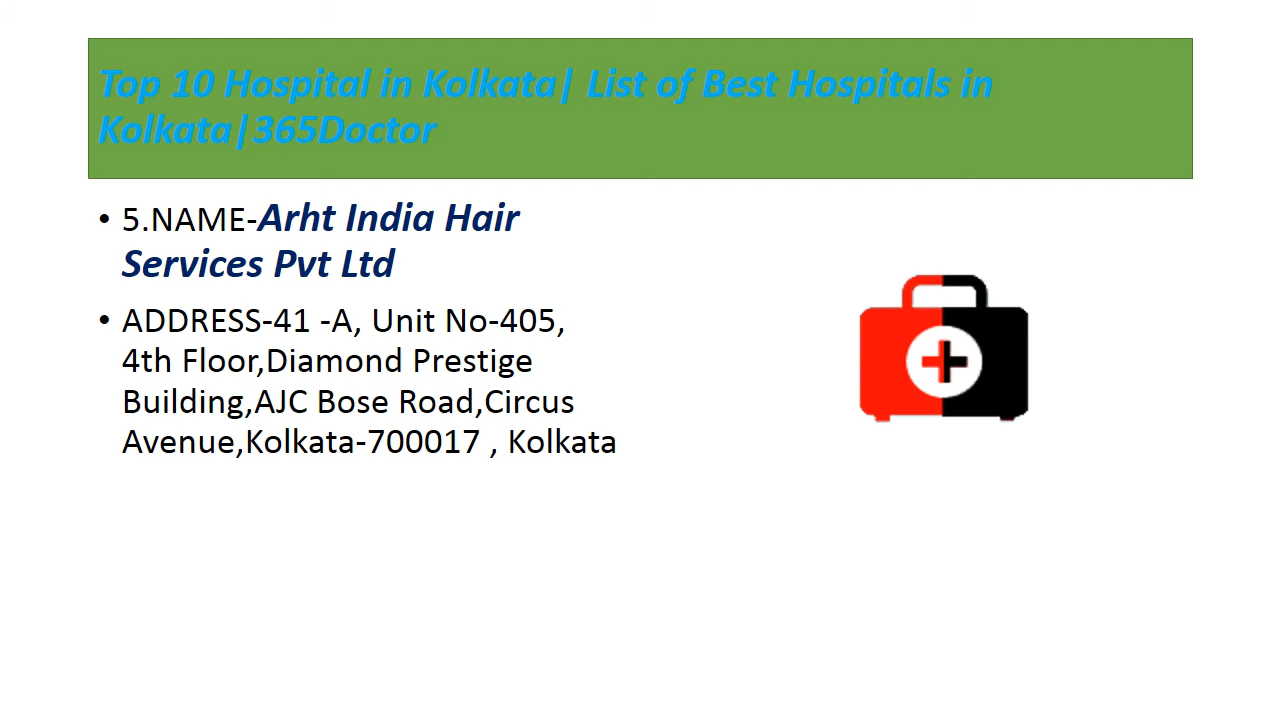 Top 10 Hospital in Kolkata| List of Best Hospitals in
Kolkata|365Doctor
• 5.NAME-Arht India Hair
Services Pvt Ltd
• ADDRESS-41 -A, Unit No-405,
4th Floor,Diamond Prestige
Building,AJC Bose Road,Circus
Avenue,Kolkata-700017 , Kolkata